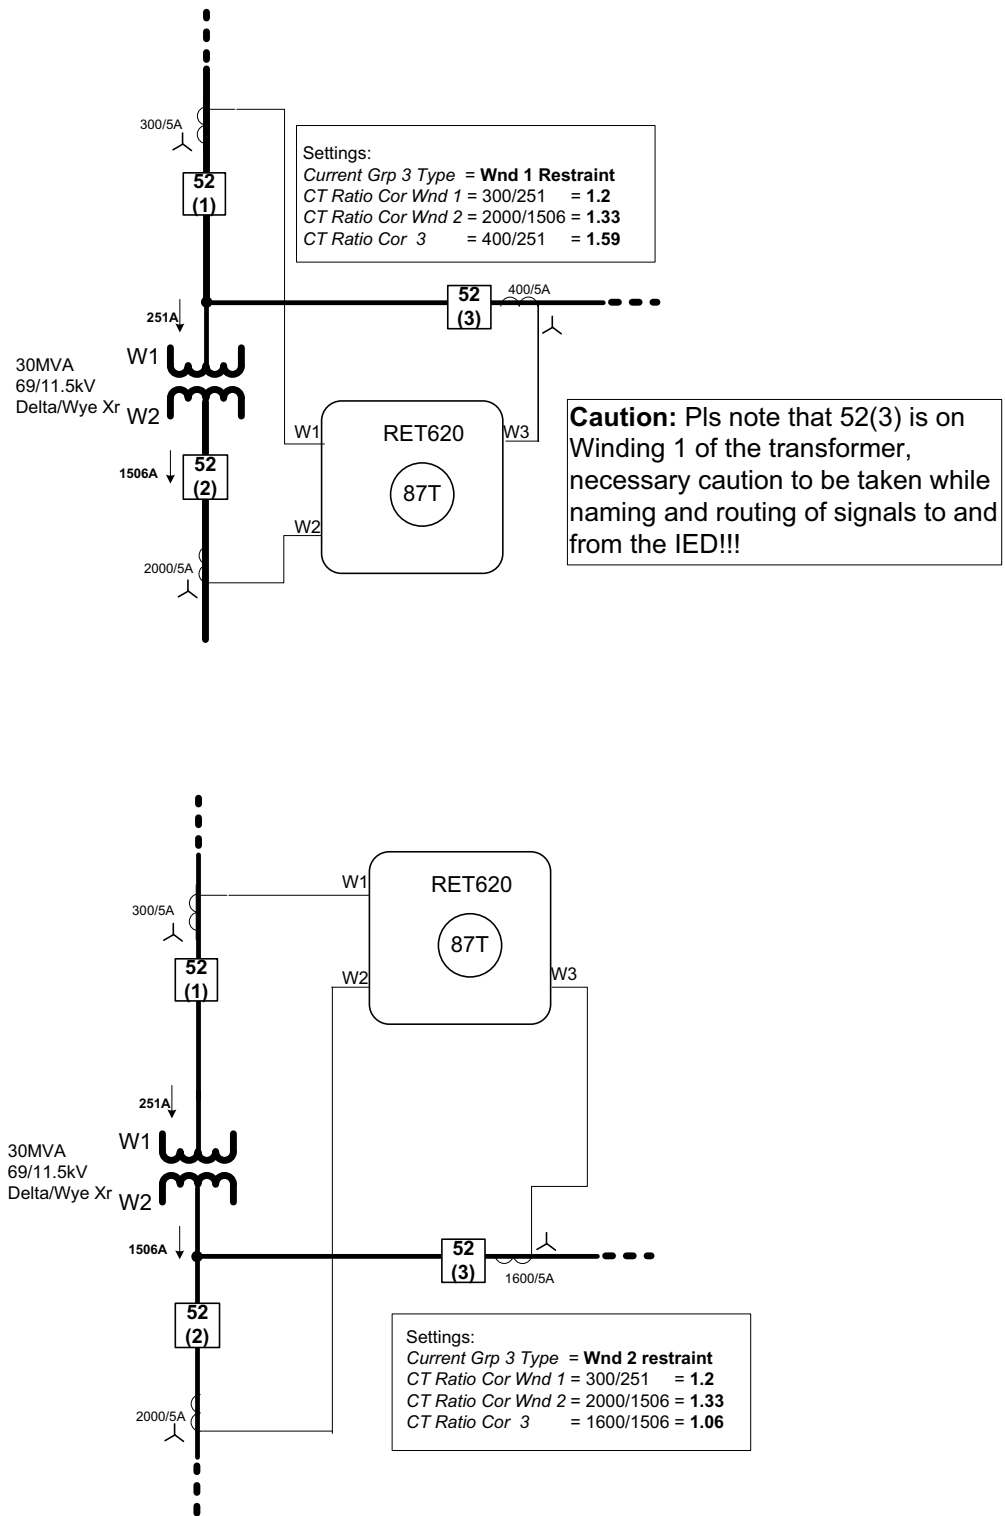 300/5A
52
(1)
Settings:
Current Grp 3 Type = Wnd 1 Restraint
CT Ratio Cor Wnd 1 = 300/251 = 1.2
CT Ratio Cor Wnd 2 = 2000/1506 = 1.33
CT Ratio Cor 3 = 400/251 = 1.59
52
(3)
400/5A
251A
W1
30MVA
69/11.5kV
Delta/Wye Xr
W2
1506A
52
(2)
2000/5A
W1
RET620
W3
87T
W2
Caution: Pls note that 52(3) is on
Winding 1 of the transformer,
necessary caution to be taken while
naming and routing of signals to and
from the IED!!!
W1
RET620
300/5A
87T
52
(1)
W2
W3
251A
W1
30MVA
69/11.5kV
Delta/Wye Xr
W2
1506A
52
(3)
1600/5A
52
(2)
2000/5A
Settings:
Current Grp 3 Type = Wnd 2 restraint
CT Ratio Cor Wnd 1 = 300/251 = 1.2
CT Ratio Cor Wnd 2 = 2000/1506 = 1.33
CT Ratio Cor 3 = 1600/1506 = 1.06